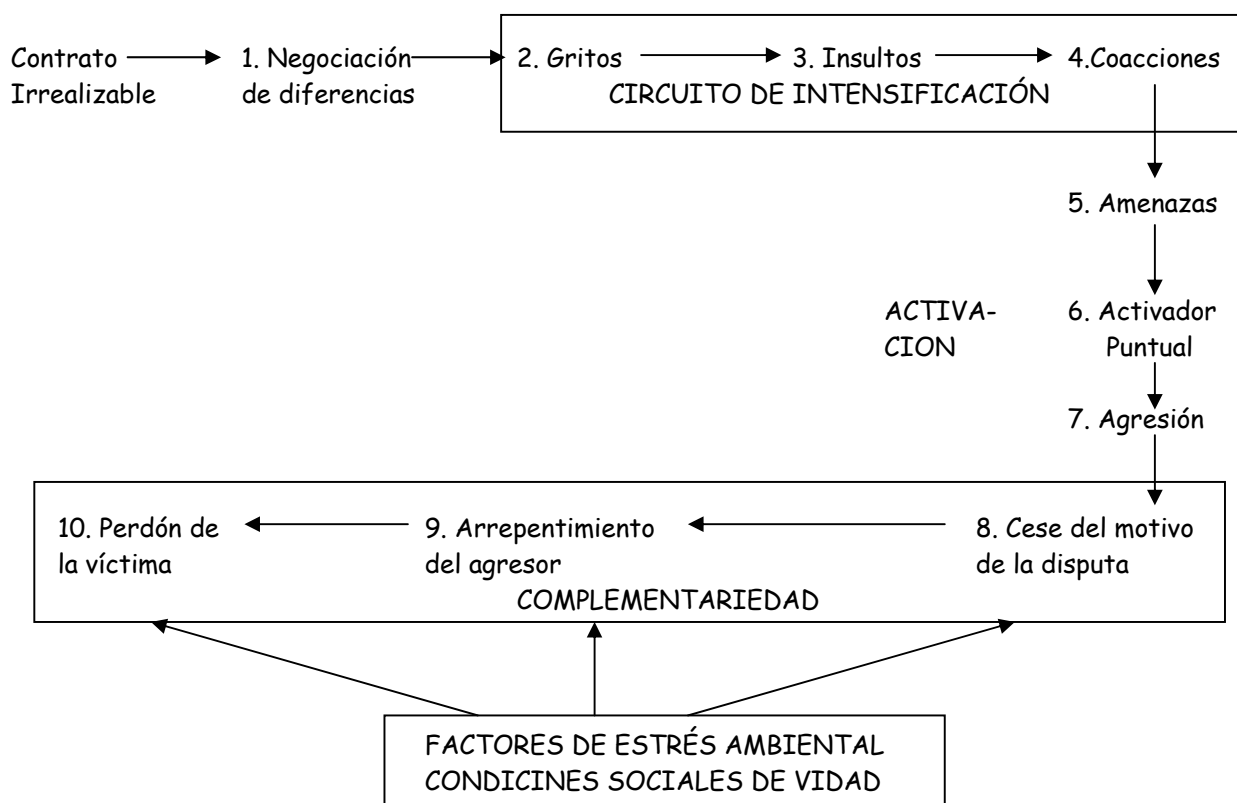 Contrato
Irrealizable
1. Negociación
de diferencias
2. Gritos
3. Insultos
4.Coacciones
CIRCUITO DE INTENSIFICACIÓN
5. Amenazas
ACTIVA-
CION
6. Activador
Puntual
7. Agresión
10. Perdón de
la víctima
9. Arrepentimiento
del agresor
8. Cese del motivo
de la disputa
COMPLEMENTARIEDAD
FACTORES DE ESTRÉS AMBIENTAL
CONDICINES SOCIALES DE VIDAD